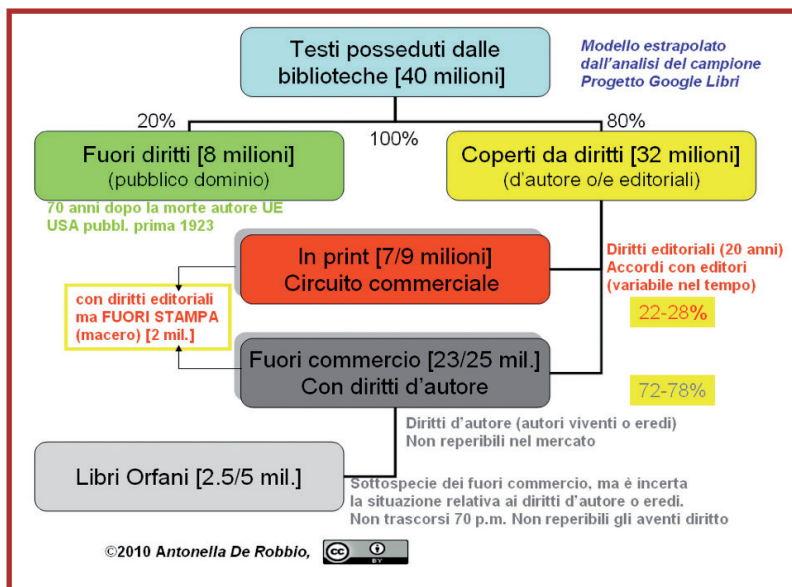 Testi posseduti dalle
biblioteche [40 milioni]
Modello estrapolato
dall'analisi del campione
Progetto Google Libri
20%
100%
80%
Fuori diritti [8 milioni]
(pubblico dominio)
Coperti da diritti [32 milioni]
(d'autore o/e editoriali)
70 anni dopo la morte autore UE
USA pubbl. prima 1923
In print [7/9 milioni]
Circuito commerciale
Diritti editoriali (20 anni)
Accordi con editori
(variabile nel tempo)
22-28%
con diritti editoriali
ma FUORI STAMPA
(macero) [2 mil.]
Fuori commercio [23/25 mil.]
Con diritti d'autore
72-78%
Diritti d'autore (autori viventi o eredi)
Non reperibili nel mercato
Libri Orfani [2.5/5 mil.]
Sottospecie dei fuori commercio, ma è incerta
la situazione relativa ai diritti d'autore o eredi.
Non trascorsi 70 p.m. Non reperibili gli aventi diritto
©2010 Antonella De Robbio,
cc
BY